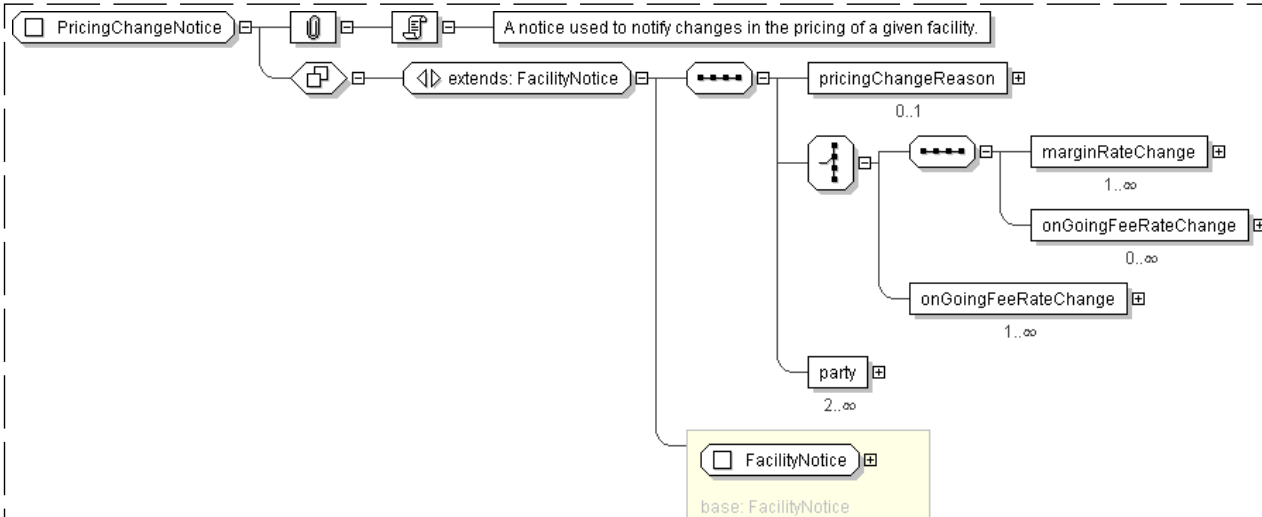 PricingChangeNotice
A notice used to notify changes in the pricing of a given facility.
extends: FacilityNotice
pricingChangeReason
0..1
marginRateChange
1..∞
onGoingFeeRateChange
0..∞
onGoingFeeRateChange
1..∞
party
2..∞
FacilityNotice
base: FacilityNotice